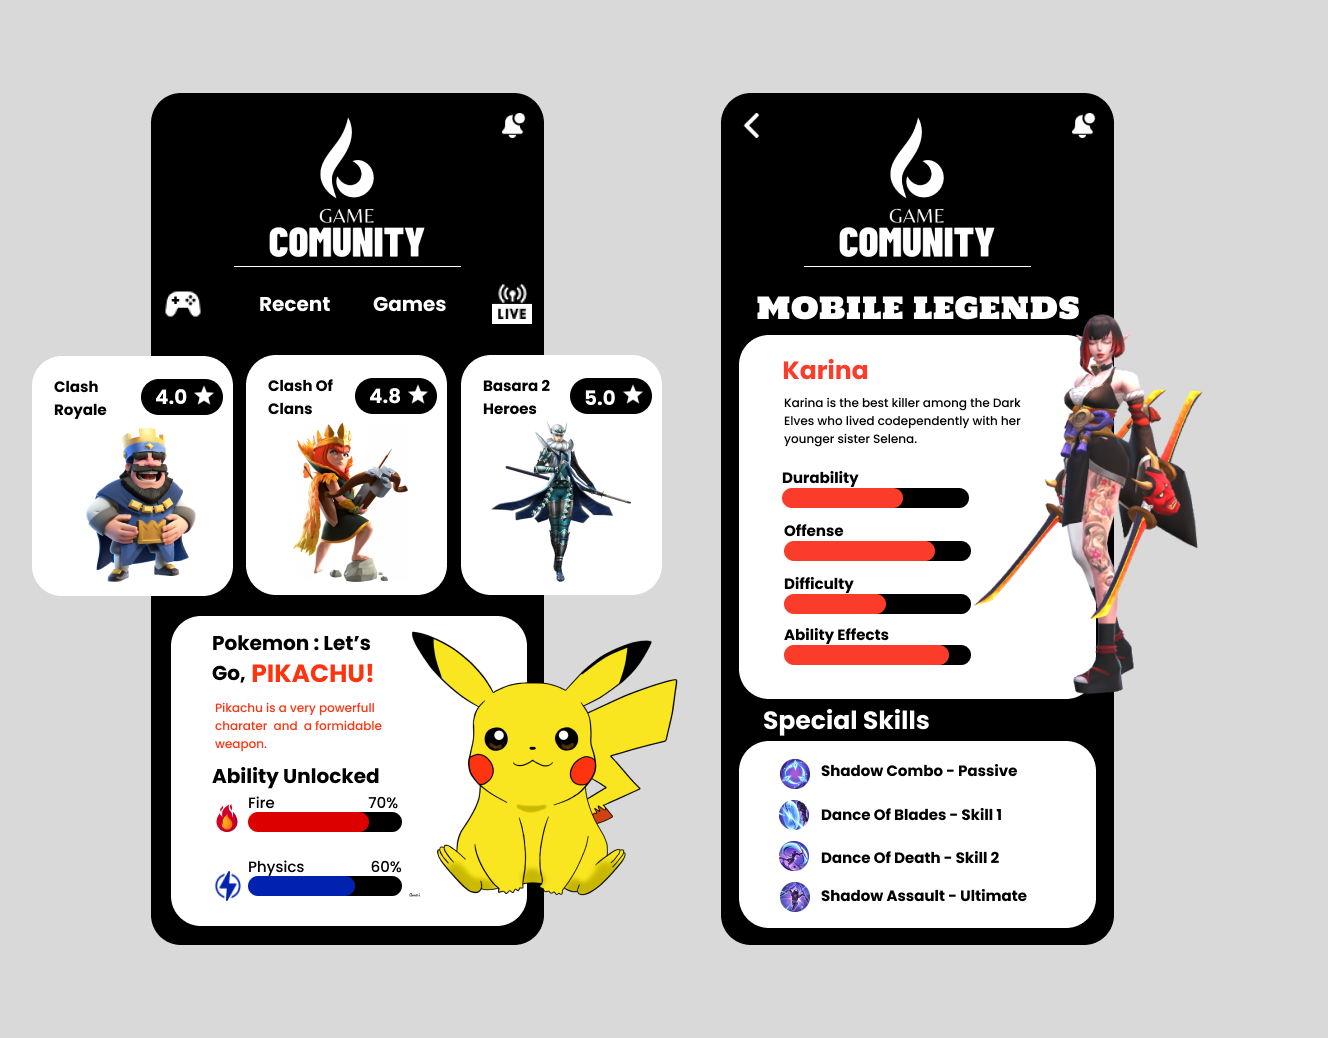 GAME
COMUNITY
Recent
Games
LIVE
Clash
Royale
4.0
Clash Of
Clans
4.8
Basara 2
Heroes
5.0
Pokemon : Let’s
Go, PIKACHU!
Pikachu is a very powerfull
charater and a formidable
weapon.
Ability Unlocked
Fire
70%
Physics
60%
GAME
COMUNITY
MOBILE LEGENDS
Karina
Karina is the best killer among the Dark
Elves who lived codependently with her
younger sister Selena.
Durability
Offense
Difficulty
Ability Effects
Special Skills
Shadow Combo - Passive
Dance Of Blades - Skill 1
Dance Of Death - Skill 2
Shadow Assault - Ultimate